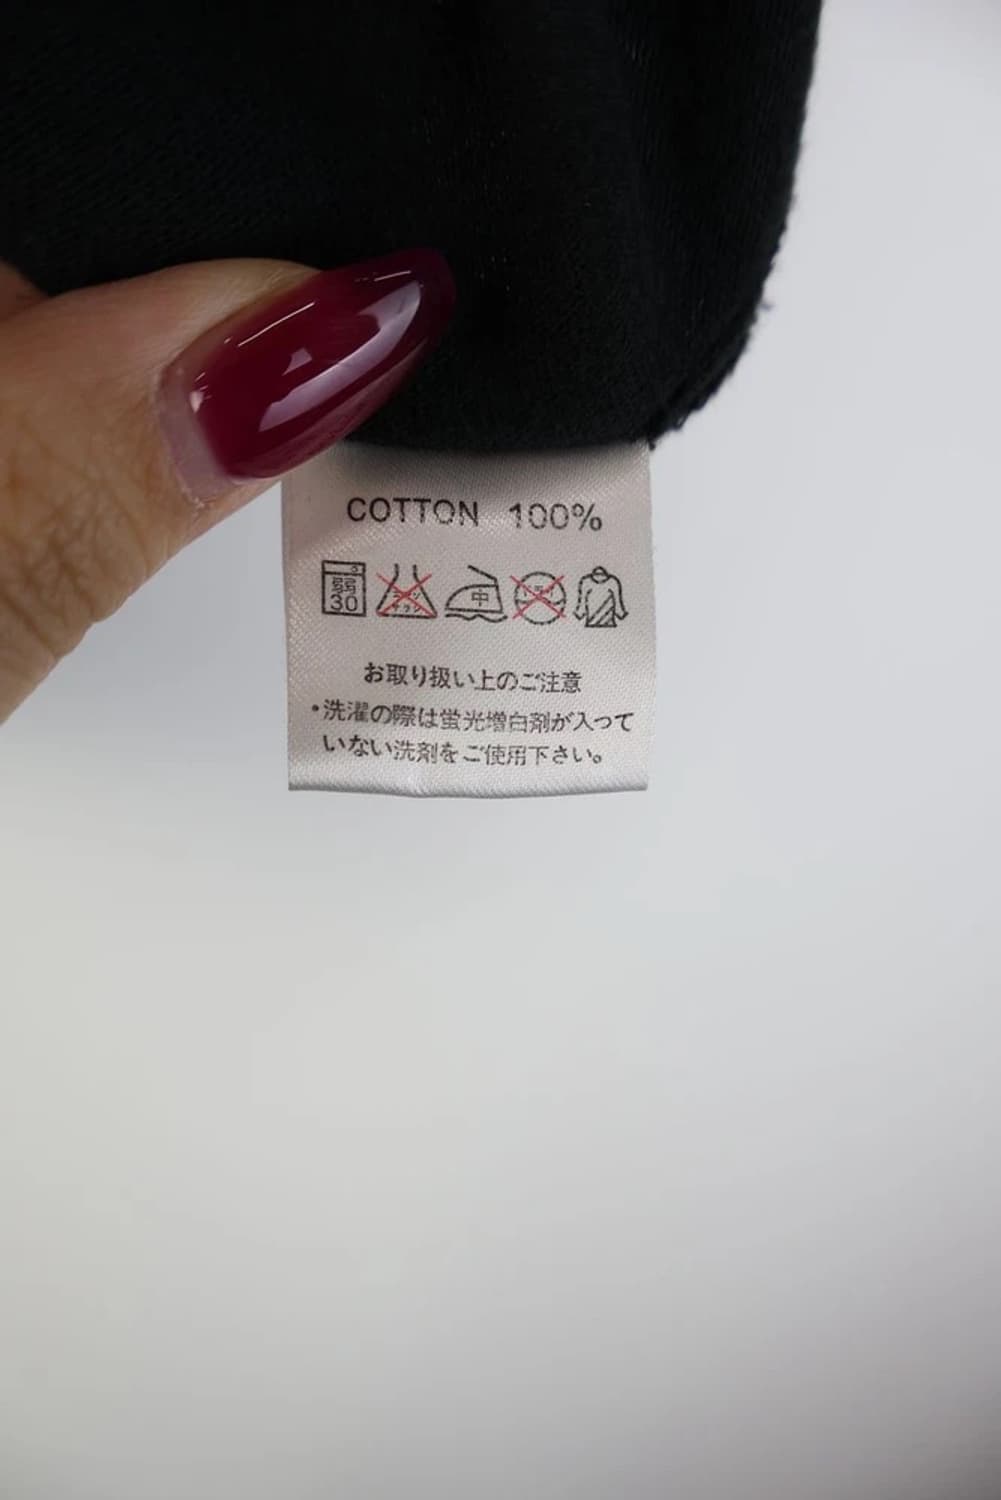 COTTON 100%
弱 30 中
お取り扱い上のご注意
・洗濯の際は蛍光増白剤が入って
いない洗剤をご使用下さい。